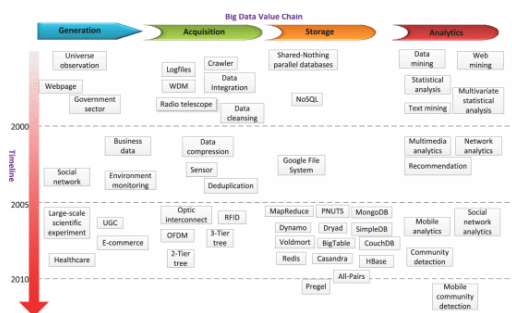 Big Data Value Chain
Generation
Acquisition
Storage
Analytics
Timeline
Universe
observation
Webpage
Government
sector
Logfiles
Crawler
WDM
Data
Integration
Radio telescope
Data
cleansing
Shared-Nothing
parallel databases
NoSQL
Data
mining
Web
mining
Statistical
analysis
Multivariate
statistical
analysis
Text mining
2000
Business
data
Social
network
Environment
monitoring
Data
compression
Sensor
Deduplication
Google File
System
Multimedia
analytics
Network
analytics
Recommendation
2005
Large-scale
scientific
experiment
UGC
E-commerce
Healthcare
Optic
interconnect
RFID
OFDM
3-Tier
tree
2-Tier
tree
MapReduce
PNUTS
MongoDB
Dynamo
Dryad
SimpleDB
Voldmort
BigTable
CouchDB
Redis
Casandra
HBase
All-Pairs
Pregel
Mobile
analytics
Social
network
analytics
Community
detection
2010
Mobile
community
detection